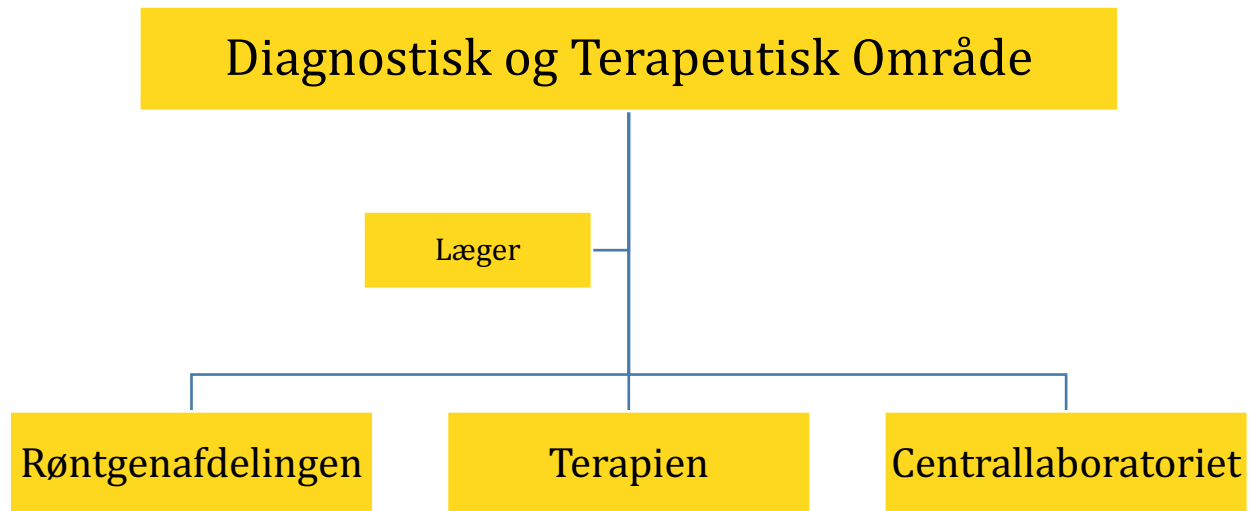 Diagnostisk og Terapeutisk Område
Læger
Røntgenafdelingen
Terapien
Centrallaboratoriet